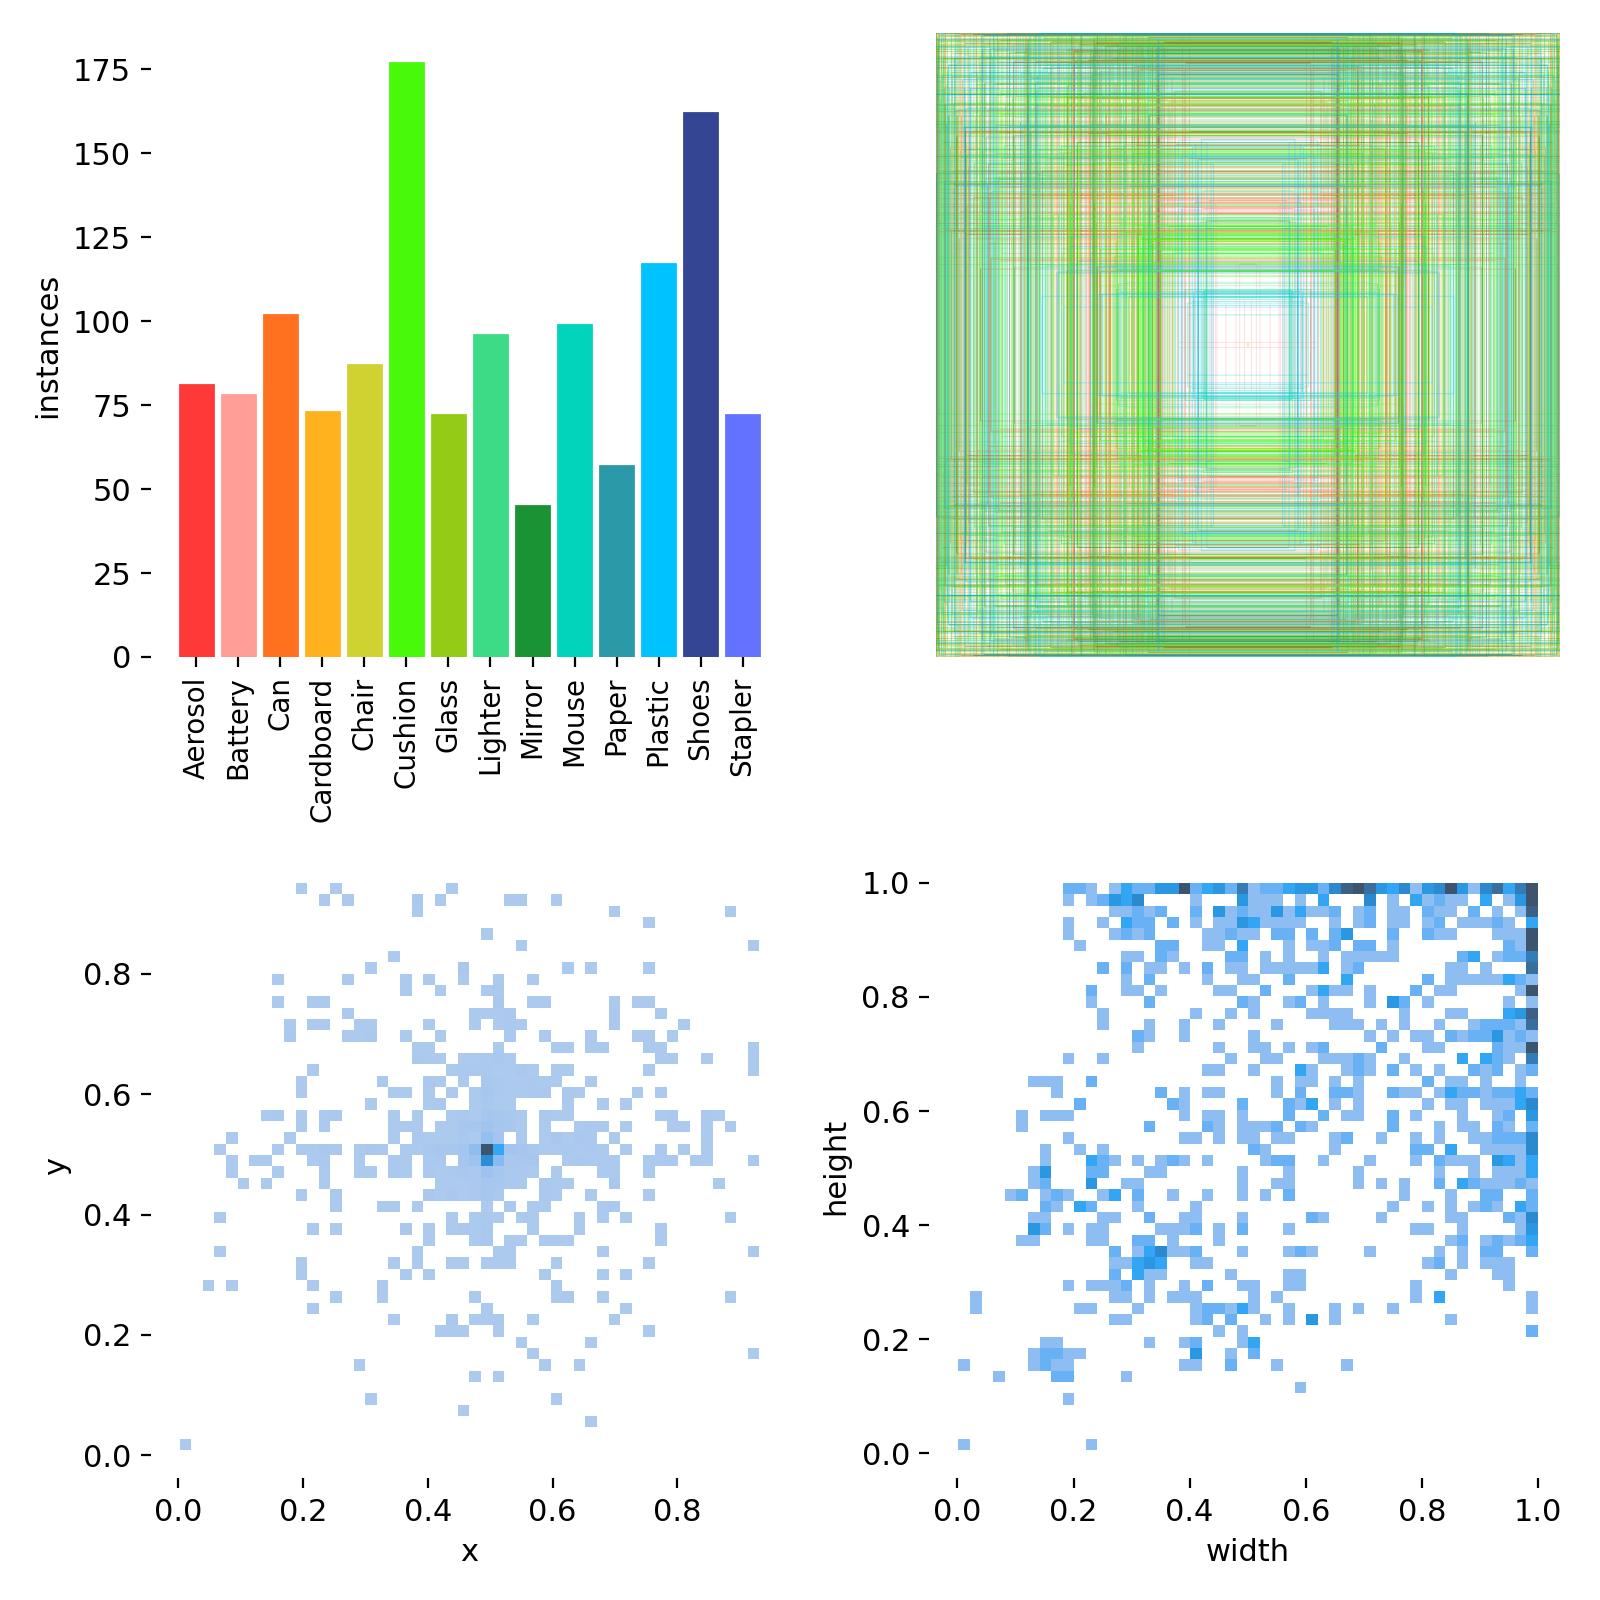 175
150
125
100
75
50
25
0
instances
Aerosol
Battery
Can
Cardboard
Chair
Cushion
Glass
Lighter
Mirror
Mouse
Paper
Plastic
Shoes
Stapler
0.8
0.6
0.4
0.2
0.0
y
0.0 0.2 0.4 0.6 0.8
x
1.0
0.8
0.6
0.4
0.2
0.0
height
0.0 0.2 0.4 0.6 0.8 1.0
width